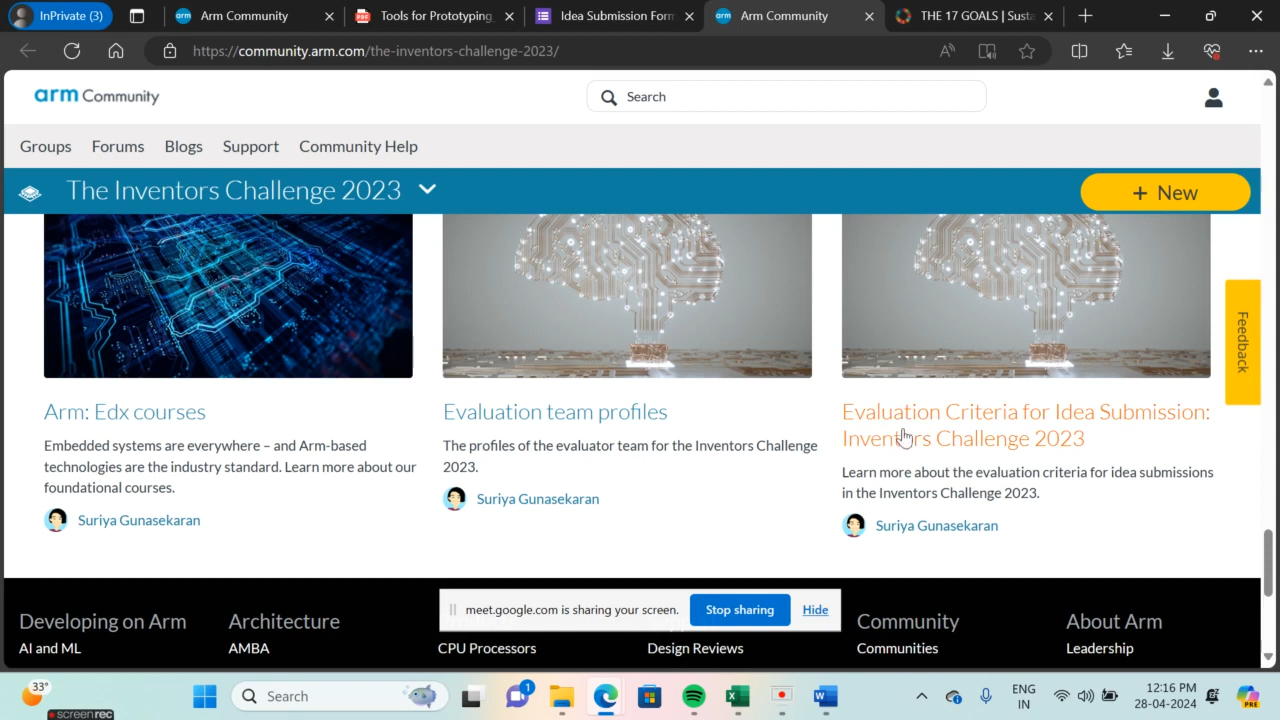 InPrivate (3)
Arm Community
Tools for Prototyping_
Idea Submission Form
Arm Community
THE 17 GOALS | Susta
https://community.arm.com/the-inventors-challenge-2023/
arm Community
Search
Groups Forums Blogs Support Community Help
The Inventors Challenge 2023
+ New
Feedback
Arm: Edx courses
Embedded systems are everywhere – and Arm-based
technologies are the industry standard. Learn more about our
foundational courses.
Suriya Gunasekaran
Evaluation team profiles
The profiles of the evaluator team for the Inventors Challenge
2023.
Suriya Gunasekaran
Evaluation Criteria for Idea Submission:
Inventors Challenge 2023
Learn more about the evaluation criteria for idea submissions
in the Inventors Challenge 2023.
Suriya Gunasekaran
meet.google.com is sharing your screen.
Stop sharing
Hide
Developing on Arm
AI and ML
Architecture
AMBA
CPU Processors
Design Reviews
Community
Communities
About Arm
Leadership
33°
Search
1
ENG
IN
12:16 PM
28-04-2024
PRE
screenrec